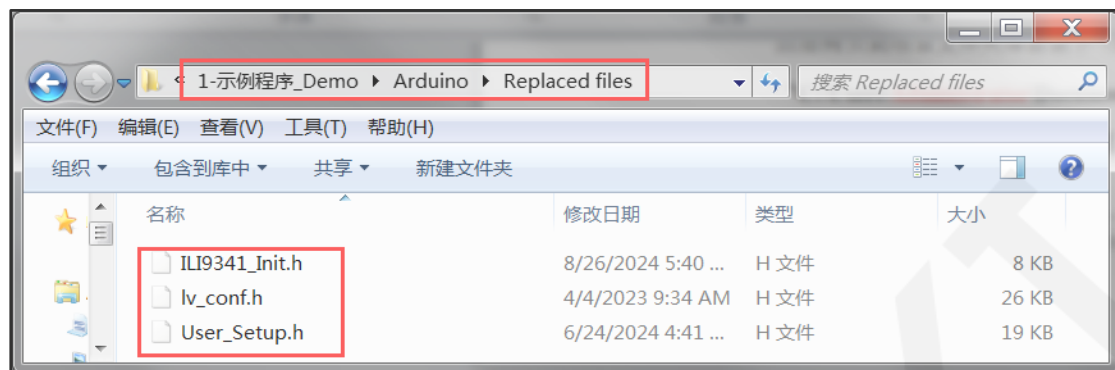 1-示例程序_Demo Arduino Replaced files 搜索 Replaced files
文件(F) 编辑(E) 查看(V) 工具(T) 帮助(H)
组织 包含到库中 共享 新建文件夹
名称 修改日期 类型 大小
ILI9341_Init.h 8/26/2024 5:40 ... H 文件 8 KB
lv_conf.h 4/4/2023 9:34 AM H 文件 26 KB
User_Setup.h 6/24/2024 4:41 ... H 文件 19 KB